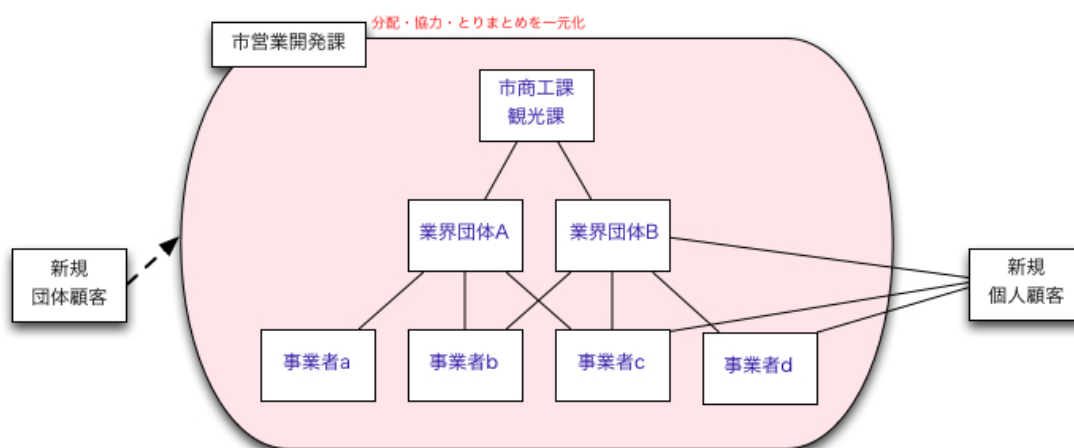 分配・協力・とりまとめを一元化
市営業開発課
市商工課
観光課
業界団体A
業界団体B
新規
団体顧客
新規
個人顧客
事業者a
事業者b
事業者c
事業者d